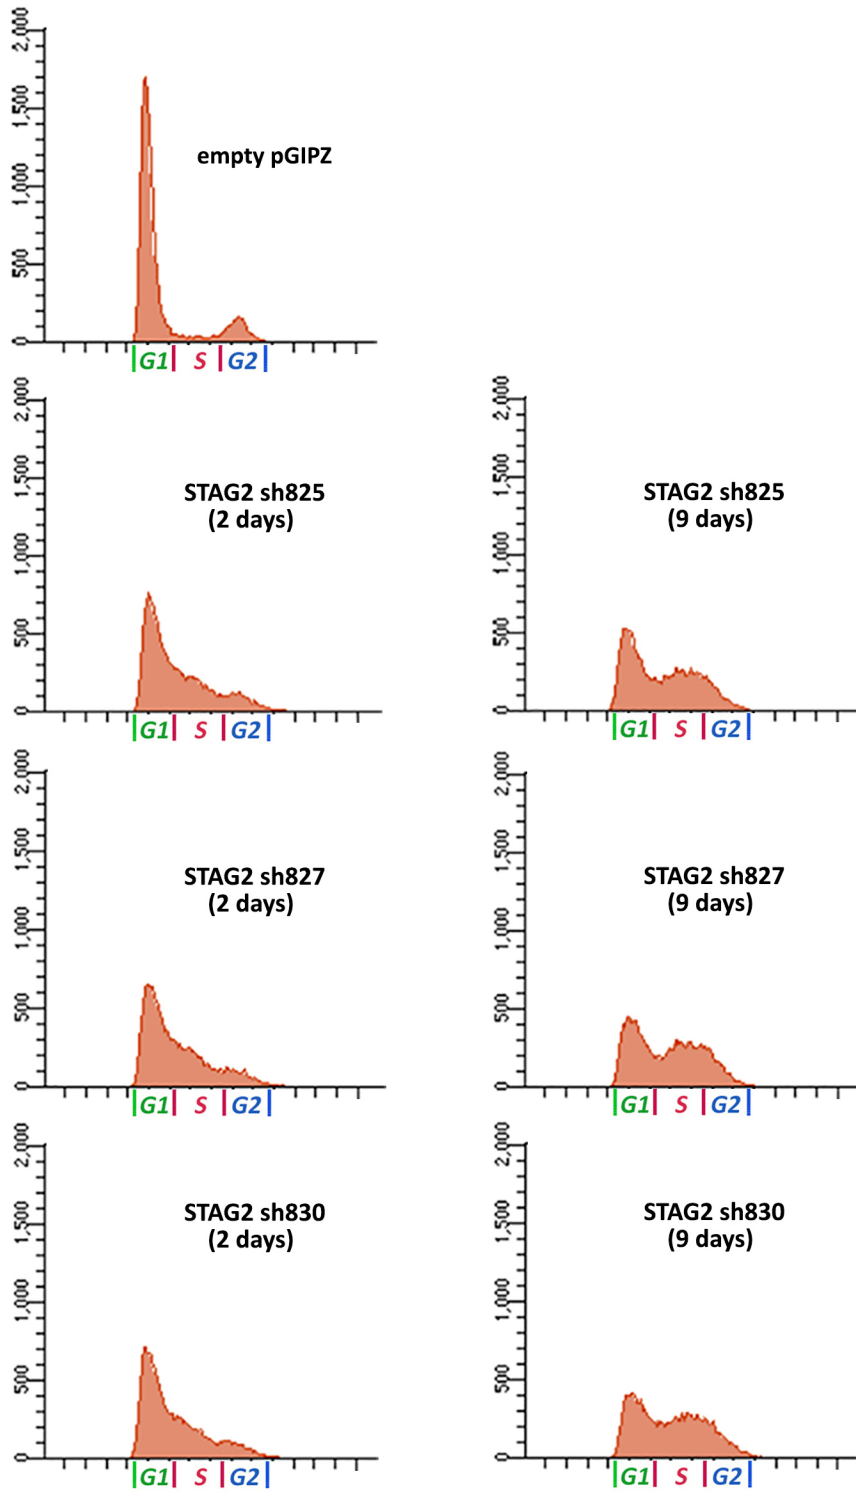 2,000
1,500
1,000
500
0
empty pGIPZ
|G1| S |G2|
2,000
1,500
1,000
500
0
STAG2 sh825
(2 days)
|G1| S |G2|
2,000
1,500
1,000
500
0
STAG2 sh825
(9 days)
|G1| S |G2|
2,000
1,500
1,000
500
0
STAG2 sh827
(2 days)
|G1| S |G2|
2,000
1,500
1,000
500
0
STAG2 sh827
(9 days)
|G1| S |G2|
2,000
1,500
1,000
500
0
STAG2 sh830
(2 days)
|G1| S |G2|
2,000
1,500
1,000
500
0
STAG2 sh830
(9 days)
|G1| S |G2|